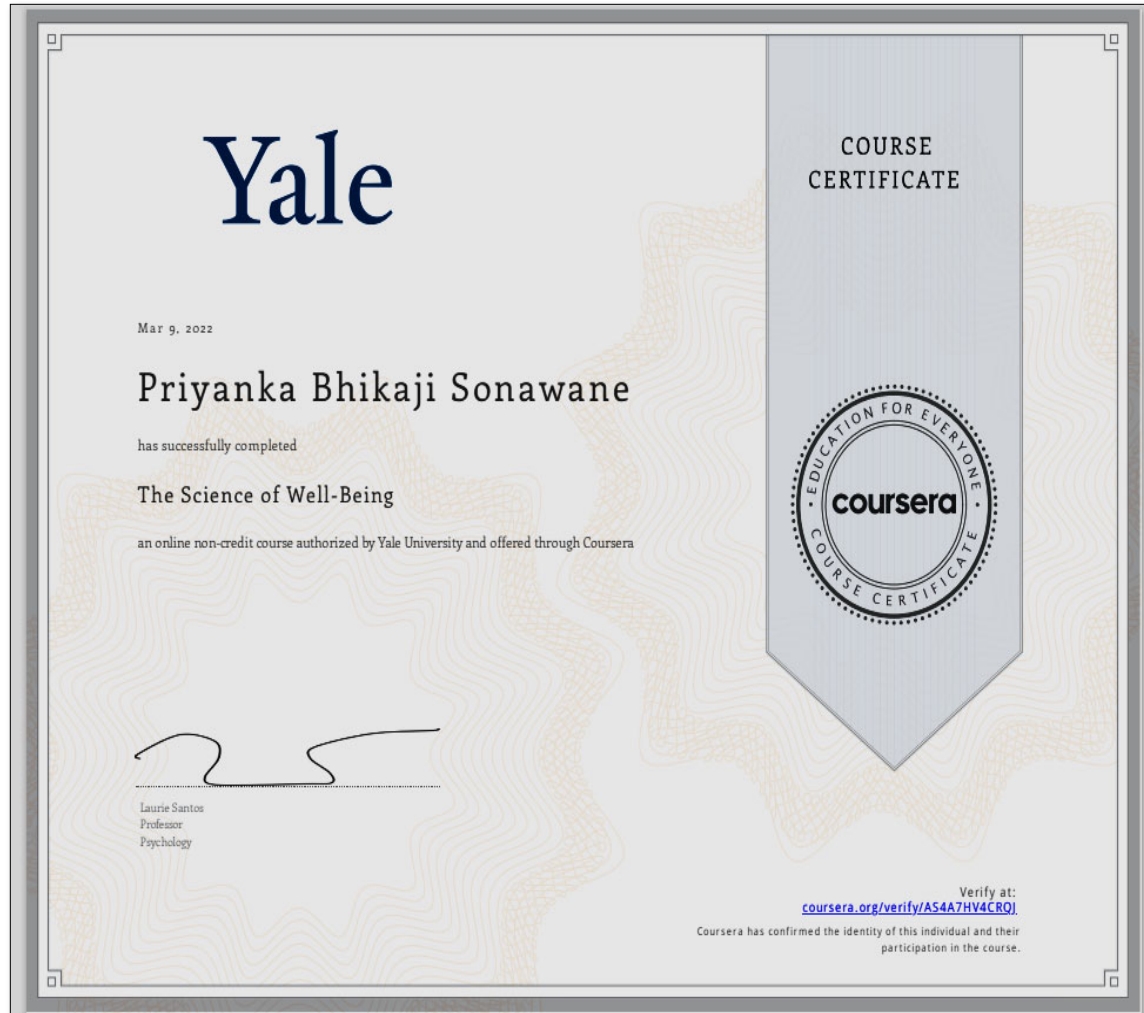 Yale
COURSE
CERTIFICATE
Mar 9, 2022
Priyanka Bhikaji Sonawane
has successfully completed
The Science of Well-Being
an online non-credit course authorized by Yale University and offered through Coursera
EDUCATION FOR EVERYONE
coursera
COURSE CERTIFICATE
Laurie Santos
Professor
Psychology
Verify at:
coursera.org/verify/AS4A7HV4CRQJ
Coursera has confirmed the identity of this individual and their
participation in the course.